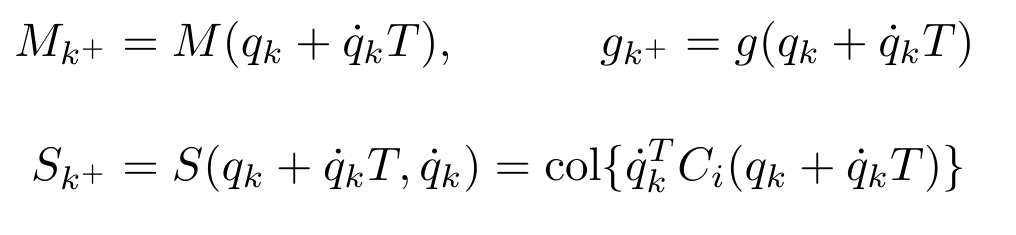 M_{k^+} = M(q_k + \dot{q}_k T), g_{k^+} = g(q_k + \dot{q}_k T)
S_{k^+} = S(q_k + \dot{q}_k T, \dot{q}_k) = col{\dot{q}_k^T C_i(q_k + \dot{q}_k T)}